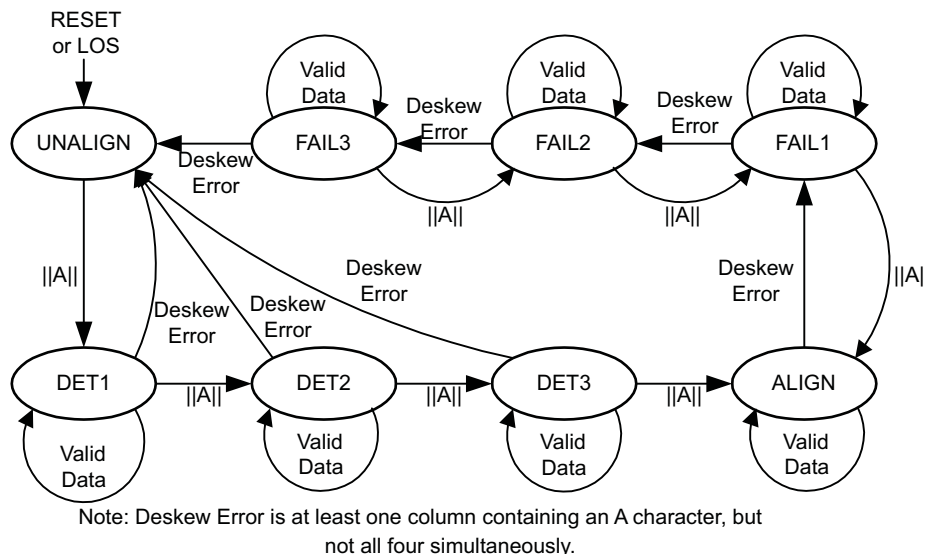 RESET
or LOS
Valid
Data
Valid
Data
Valid
Data
Deskew
Error
Deskew
Error
UNALIGN
FAIL3
FAIL2
FAIL1
Deskew
Error
||A||
||A||
||A||
Deskew
Error
Deskew
Error
||A|
Deskew
Error
Deskew
Error
DET1
DET2
DET3
ALIGN
||A||
||A||
||A||
Valid
Data
Valid
Data
Valid
Data
Valid
Data
Note: Deskew Error is at least one column containing an A character, but
not all four simultaneously.